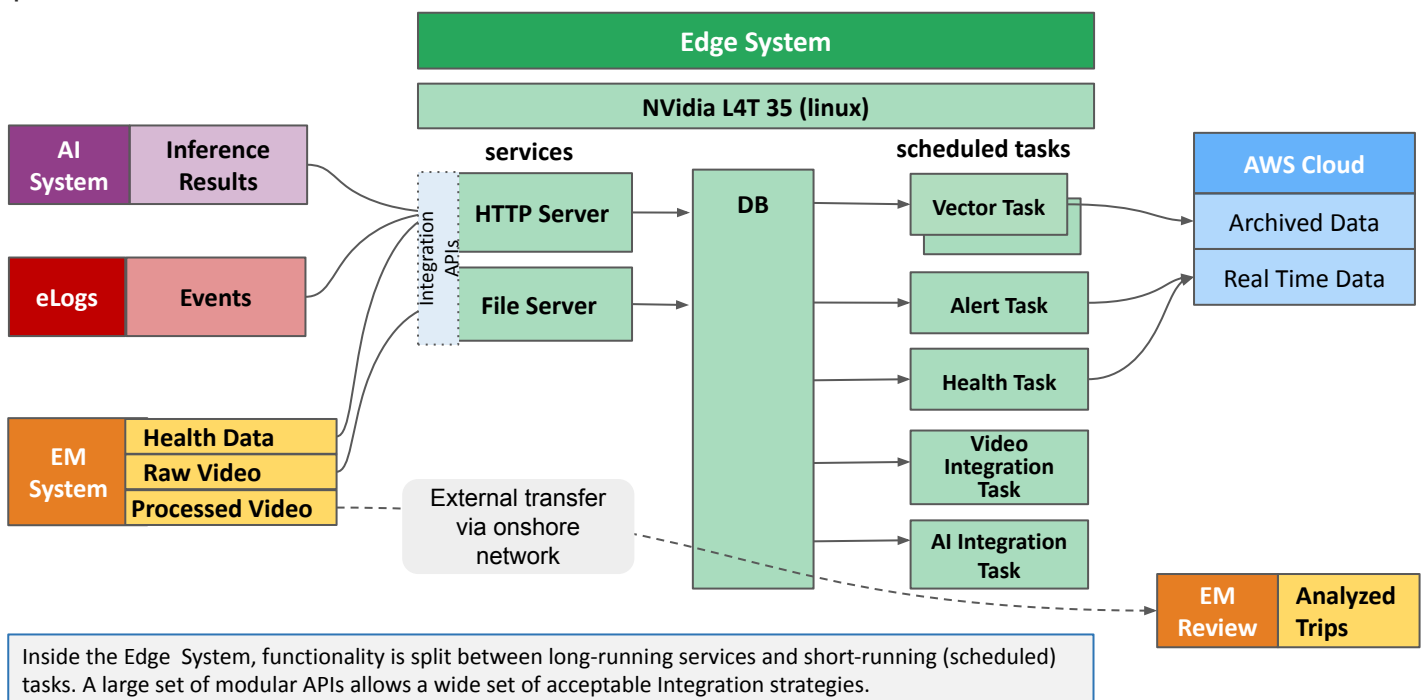 Edge System
NVidia L4T 35 (linux)
AI
System
Inference
Results
eLogs
Events
EM
System
Health Data
Raw Video
Processed Video
services
Integration
APIs
HTTP Server
File Server
DB
scheduled tasks
Vector Task
Alert Task
Health Task
Video
Integration
Task
AI Integration
Task
AWS Cloud
Archived Data
Real Time Data
External transfer
via onshore
network
EM
Review
Analyzed
Trips
Inside the Edge System, functionality is split between long-running services and short-running (scheduled)
tasks. A large set of modular APIs allows a wide set of acceptable Integration strategies.